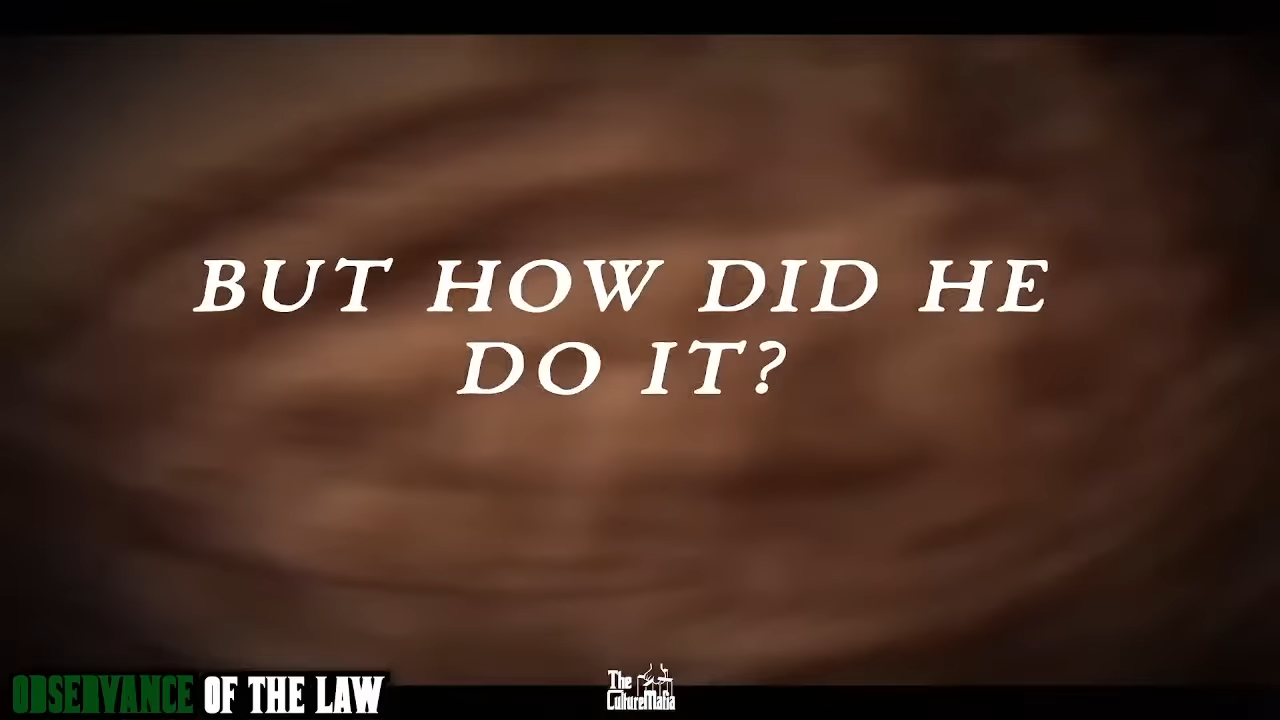 BUT HOW DID HE
DO IT?
OBSERVANCE OF THE LAW
The
CultureMafia